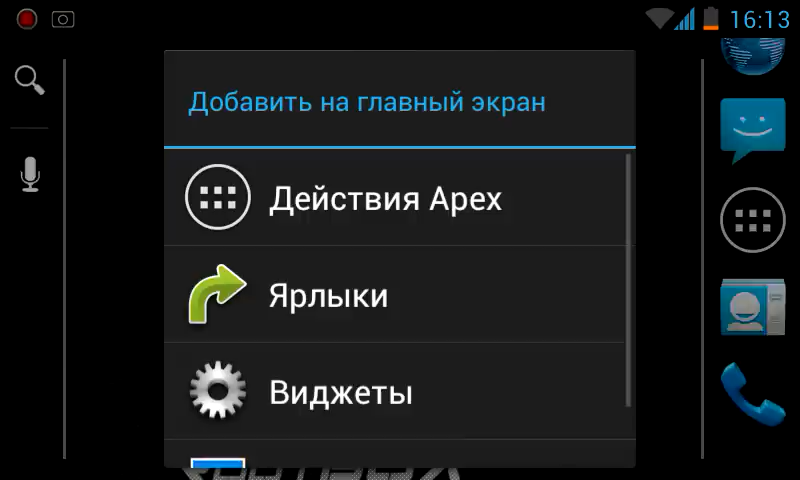 16:13
Добавить на главный экран
Действия Apex
Ярлыки
Виджеты